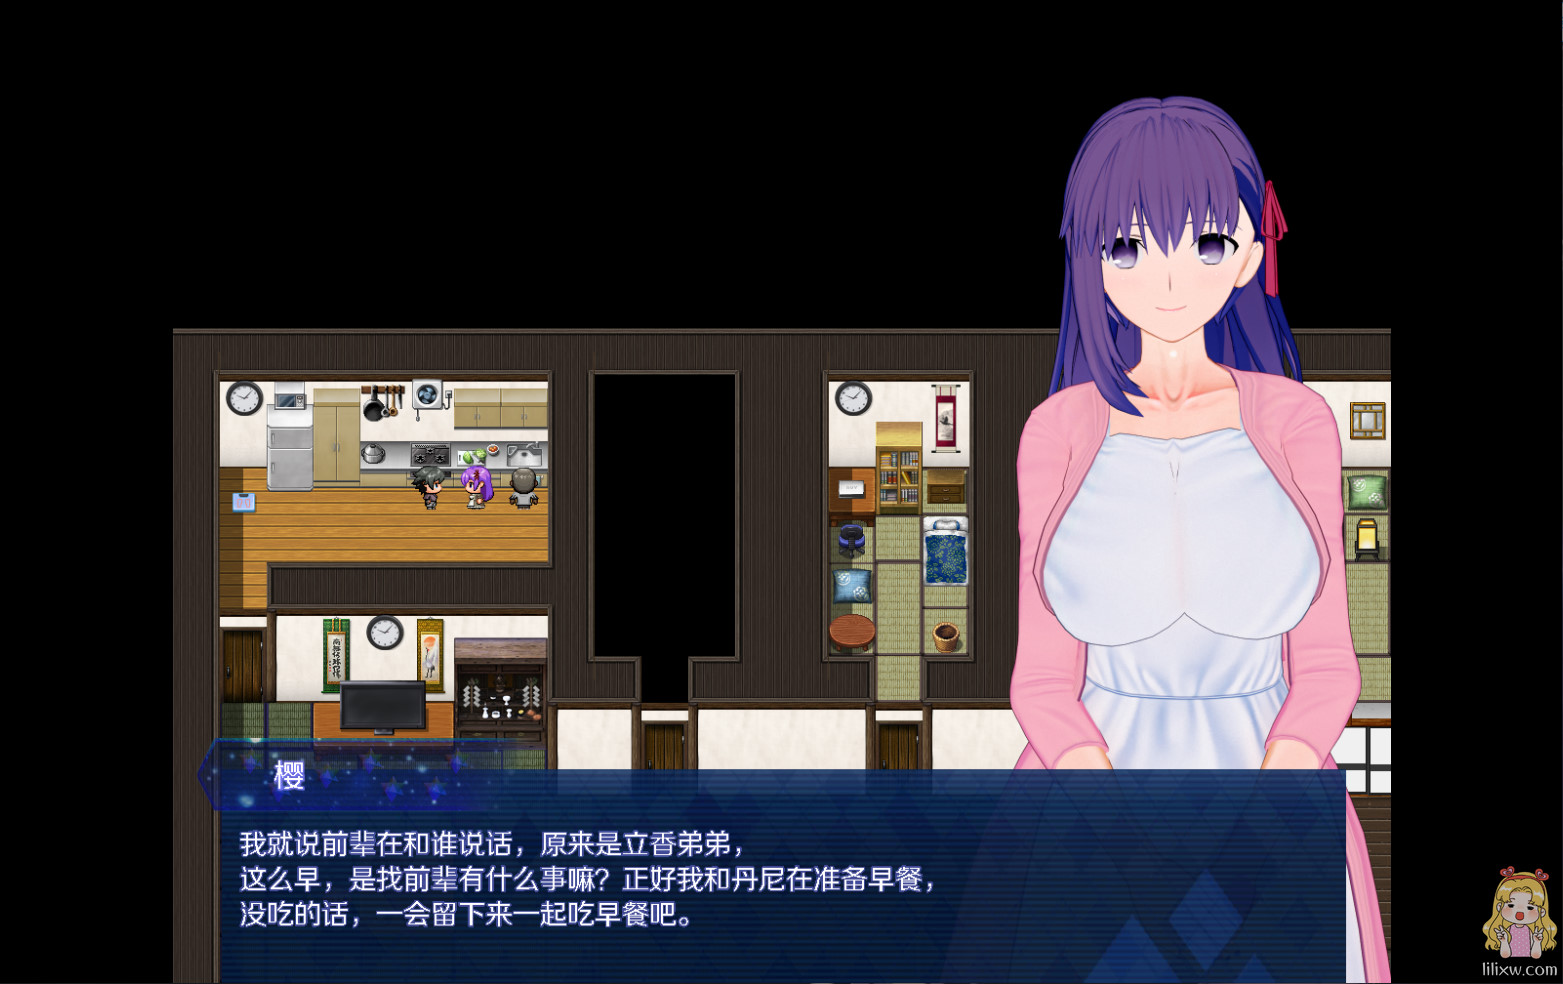 樱
我就说前辈在和谁说话，原来是立香弟弟，
这么早，是找前辈有什么事嘛？正好我和丹尼在准备早餐，
没吃的话，一会留下来一起吃早餐吧。
lilixw.com